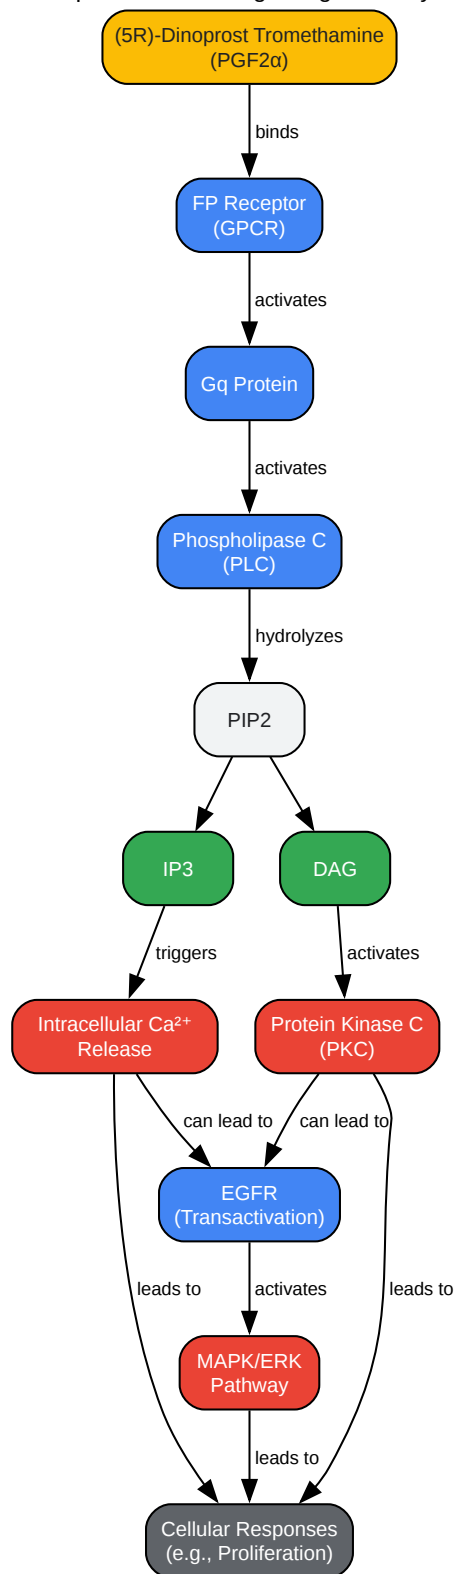 (5R)-Dinoprost Tromethamine
(PGF2α)
binds
FP Receptor
(GPCR)
activates
Gq Protein
activates
Phospholipase C
(PLC)
hydrolyzes
PIP2
IP3
DAG
triggers
activates
Intracellular Ca²⁺
Release
Protein Kinase C
(PKC)
can lead to
can lead to
EGFR
(Transactivation)
leads to
activates
leads to
MAPK/ERK
Pathway
leads to
Cellular Responses
(e.g., Proliferation)